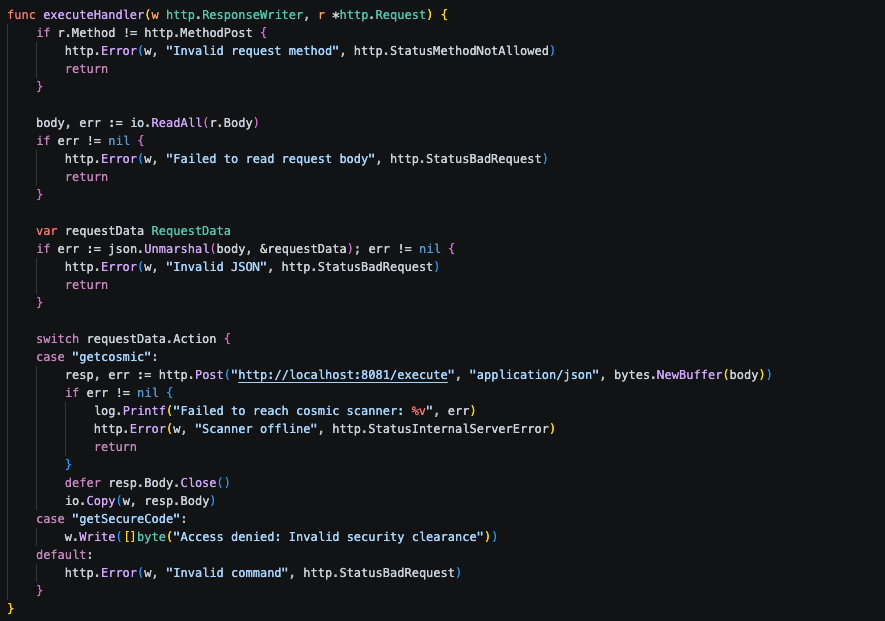 func executeHandler(w http.ResponseWriter, r *http.Request) {
    if r.Method != http.MethodPost {
        http.Error(w, "Invalid request method", http.StatusMethodNotAllowed)
        return
    }

    body, err := io.ReadAll(r.Body)
    if err != nil {
        http.Error(w, "Failed to read request body", http.StatusBadRequest)
        return
    }

    var requestData RequestData
    if err := json.Unmarshal(body, &requestData); err != nil {
        http.Error(w, "Invalid JSON", http.StatusBadRequest)
        return
    }

    switch requestData.Action {
    case "getcosmic":
        resp, err := http.Post("http://localhost:8081/execute", "application/json", bytes.NewBuffer(body))
        if err != nil {
            log.Printf("Failed to reach cosmic scanner: %v", err)
            http.Error(w, "Scanner offline", http.StatusInternalServerError)
            return
        }
        defer resp.Body.Close()
        io.Copy(w, resp.Body)
    case "getSecureCode":
        w.Write([]byte("Access denied: Invalid security clearance"))
    default:
        http.Error(w, "Invalid command", http.StatusBadRequest)
    }
}